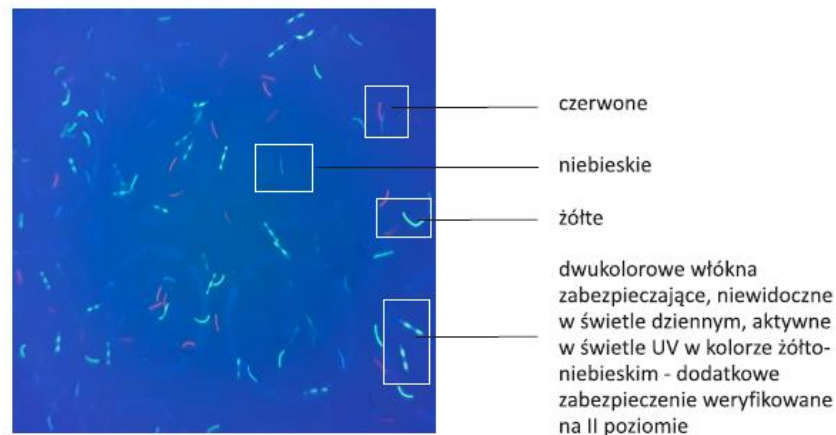 czerwone
niebieskie
żółte
dwukolorowe włókna
zabezpieczające, niewidoczne
w świetle dziennym, aktywne
w świetle UV w kolorze żółto-
niebieskim - dodatkowe
zabezpieczenie weryfikowane
na II poziomie